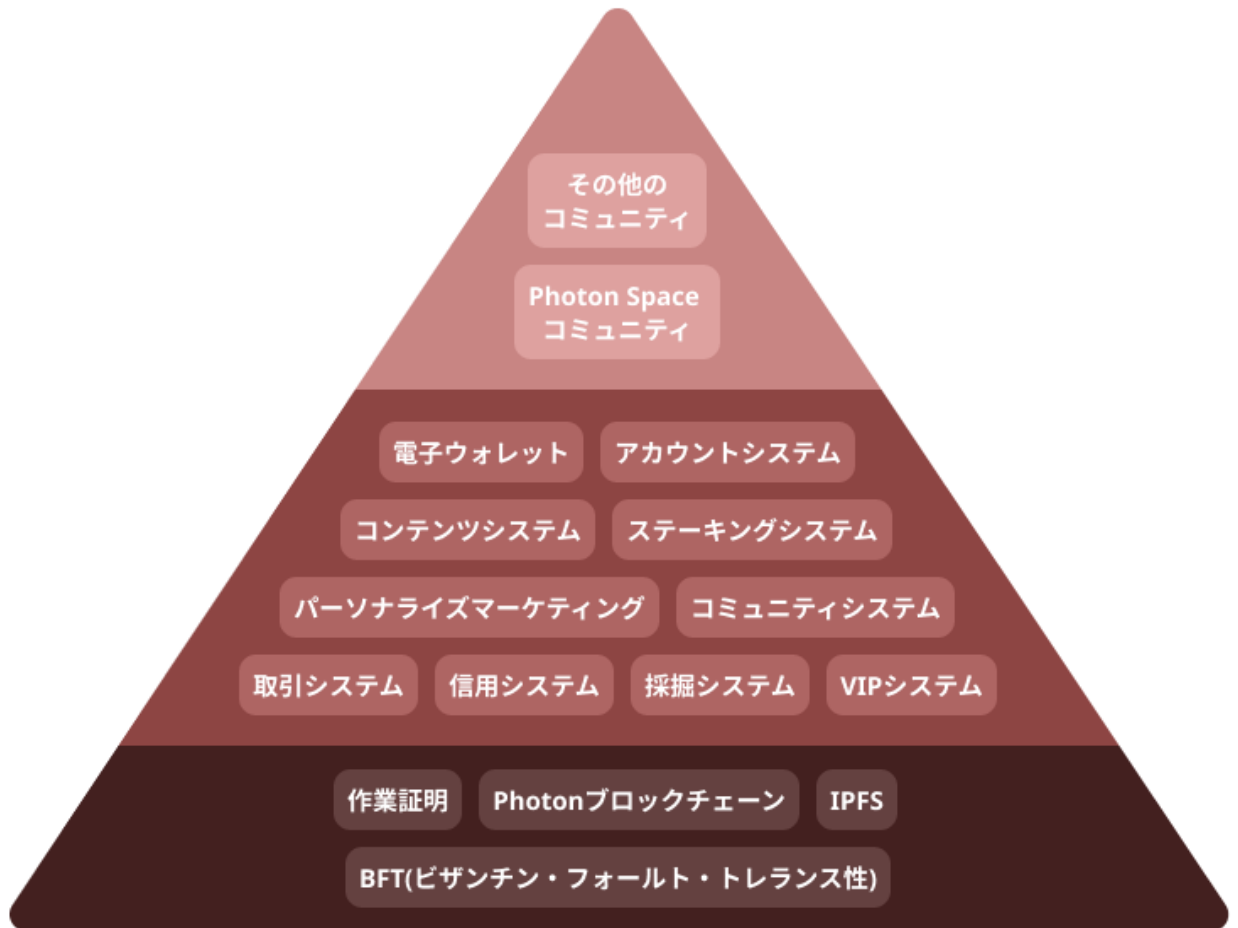 その他の
コミュニティ
Photon Space
コミュニティ
電子ウォレット
アカウントシステム
コンテンツシステム
ステーキングシステム
パーソナライズマーケティング
コミュニティシステム
取引システム
信用システム
採掘システム
VIPシステム
作業証明
Photonブロックチェーン
IPFS
BFT(ビザンチン・フォールト・トレランス性)